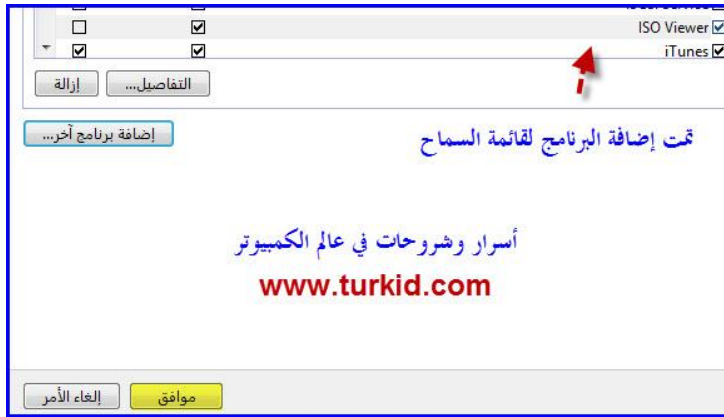 ISO Viewer
iTunes
التفاصيل...
إزالة
إضافة برنامج آخر...
تمت إضافة البرنامج لقائمة السماح
أسرار وشروحات في عالم الكمبيوتر
www.turkid.com
موافق
إلغاء الأمر